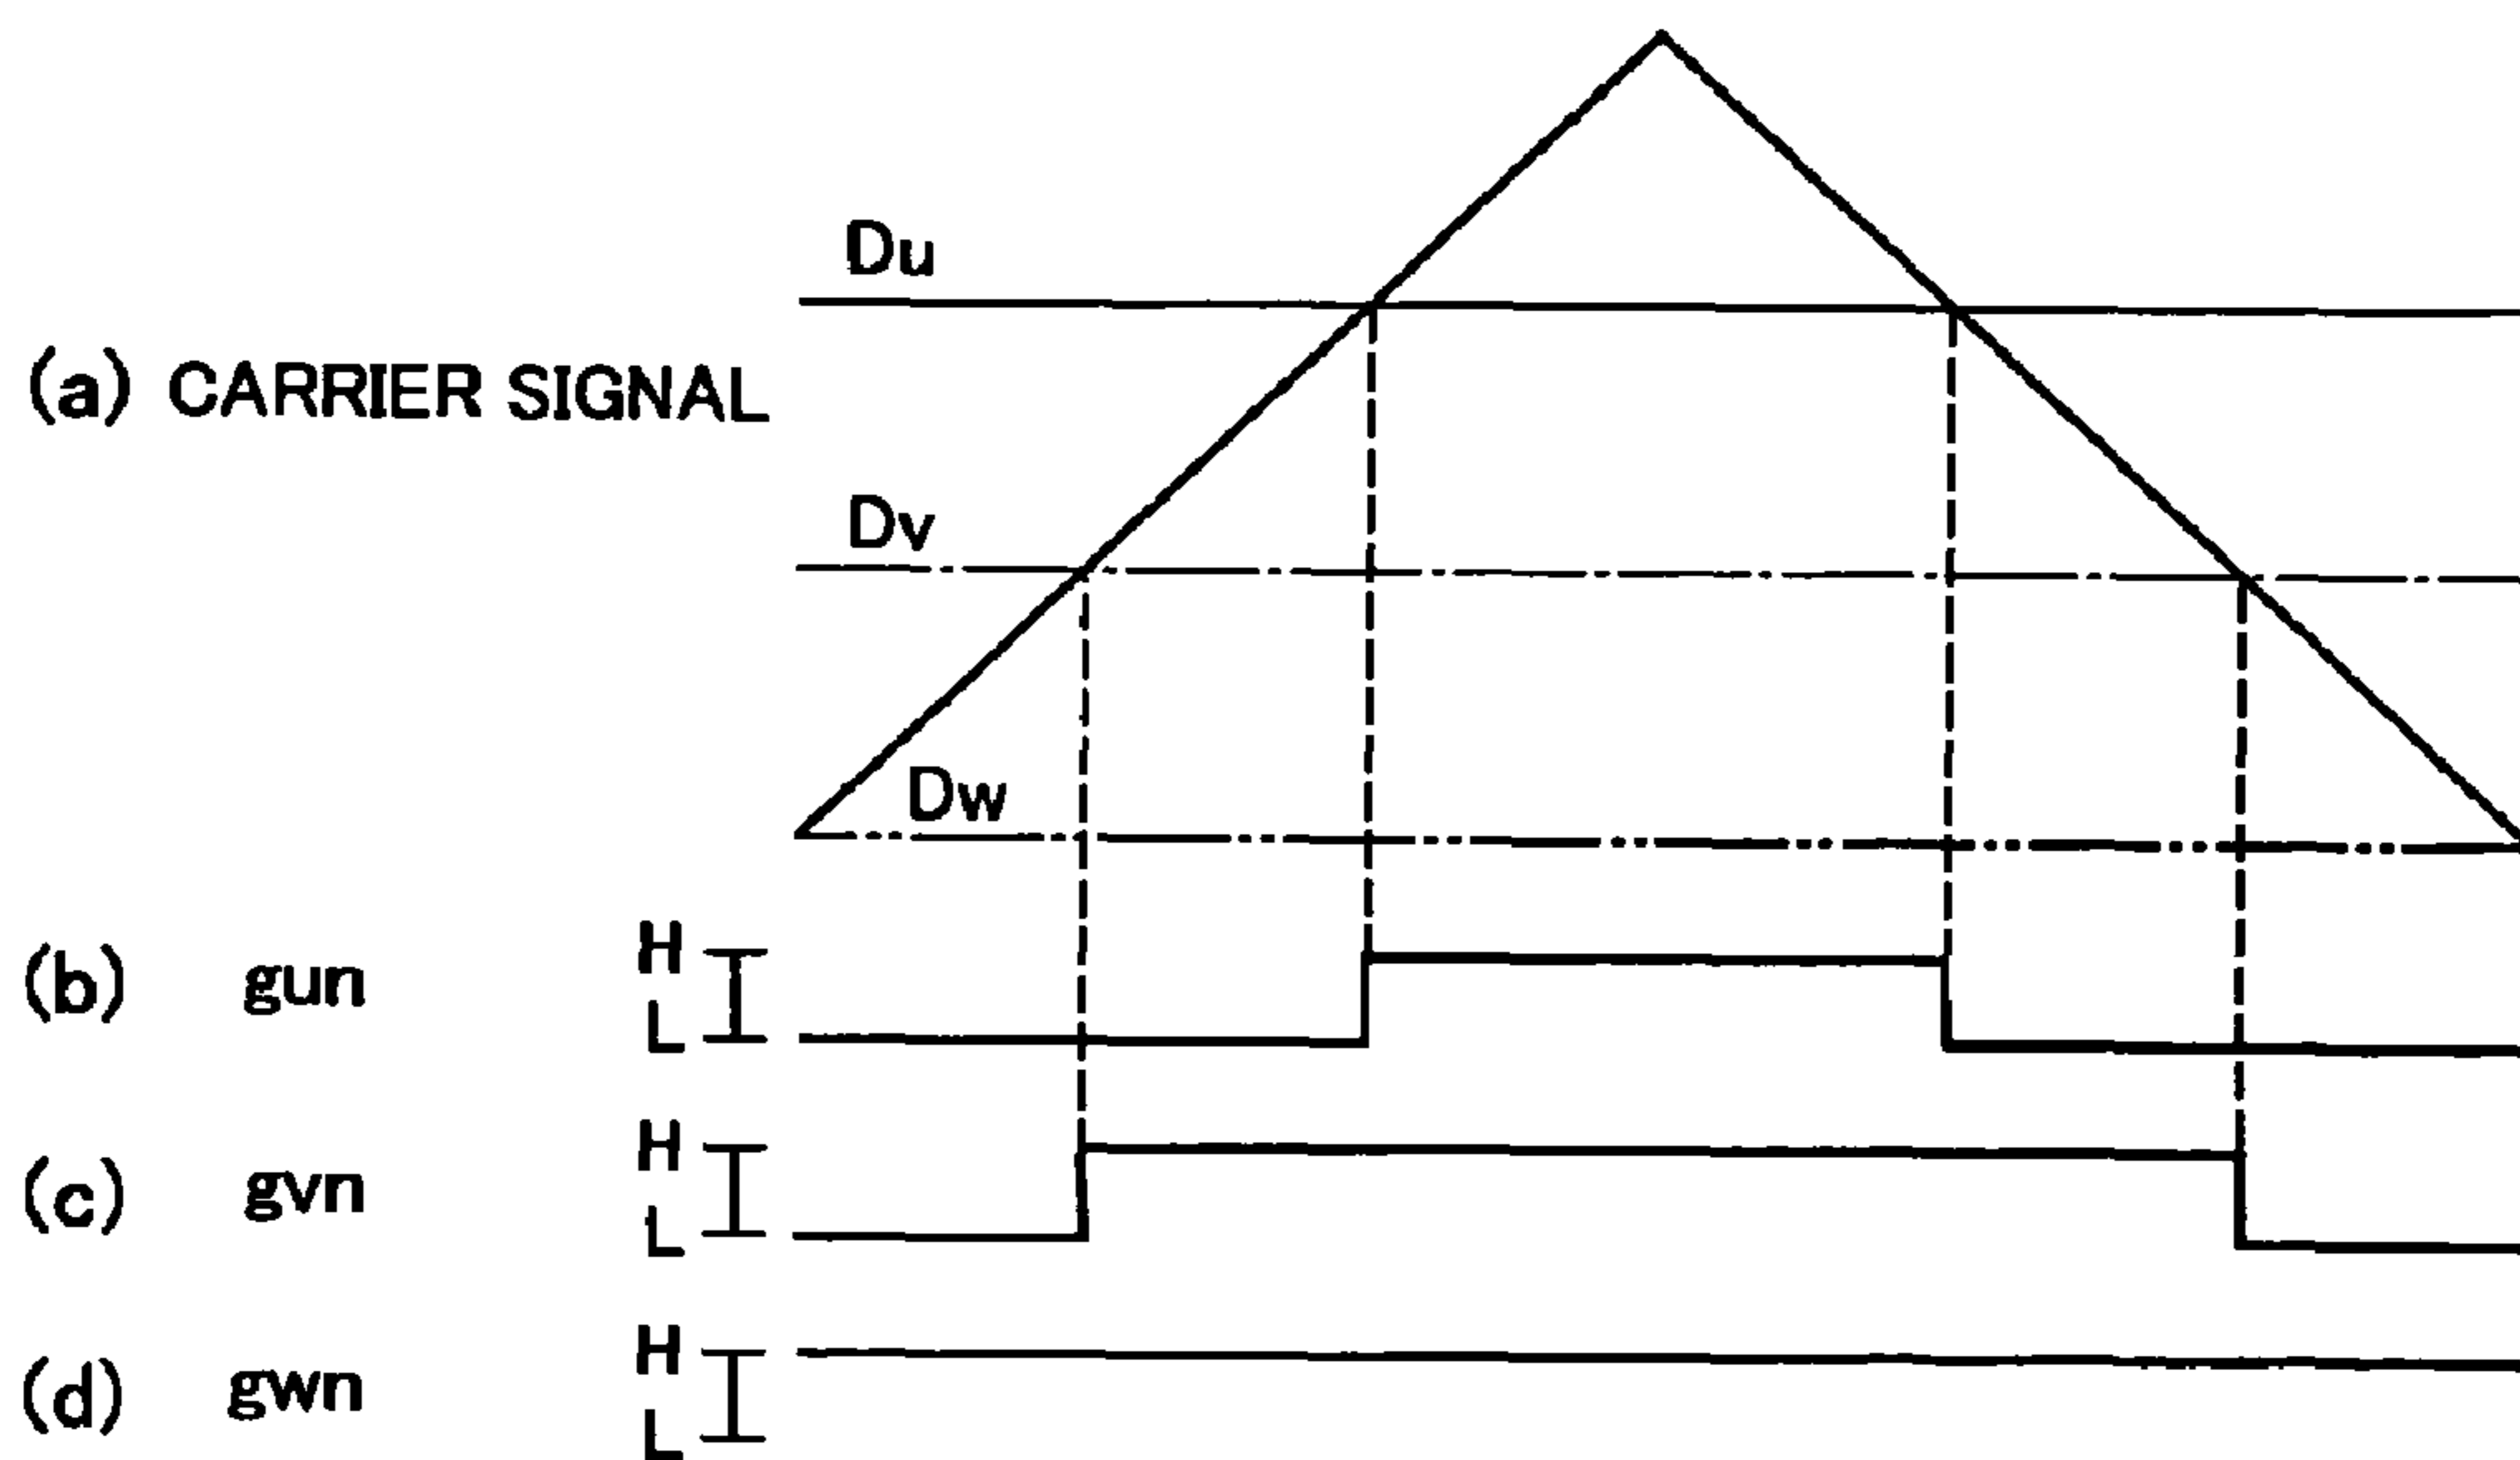 Du
(a) CARRIER SIGNAL
Dv
Dw
(b) gun H
L
(c) gvn H
L
(d) gwn H
L